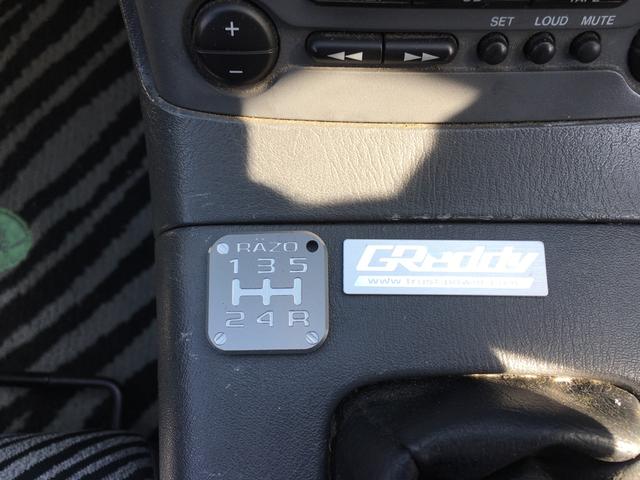 +
−
SET LOUD MUTE
RAZO
1 3 5
2 4 R
GReddy
www.trust-power.com